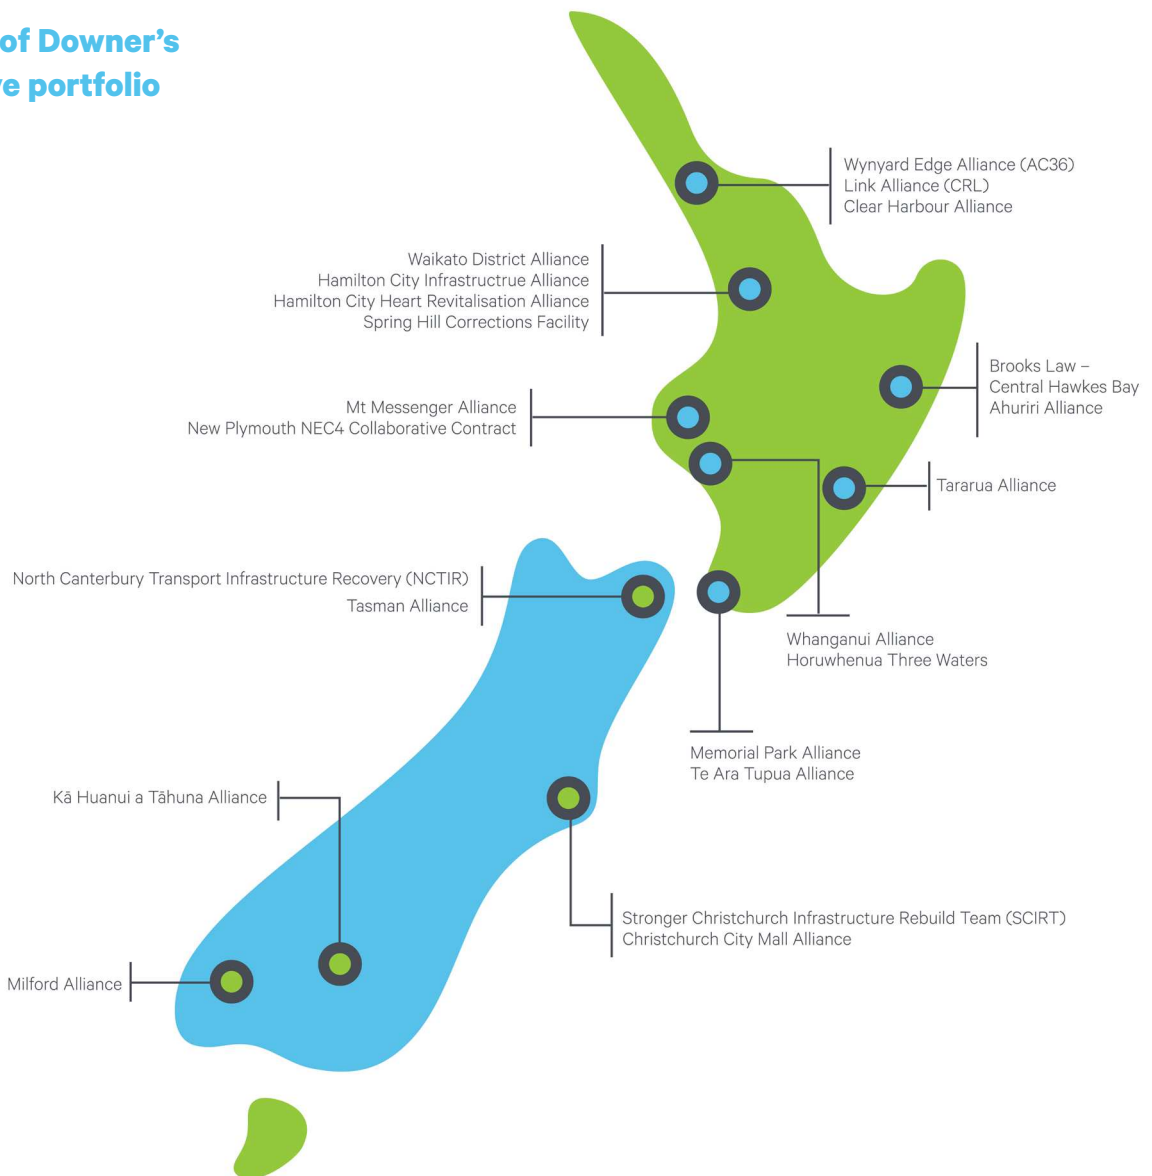 of Downer's
e portfolio
Wynyard Edge Alliance (AC36)
Link Alliance (CRL)
Clear Harbour Alliance
Waikato District Alliance
Hamilton City Infrastructrue Alliance
Hamilton City Heart Revitalisation Alliance
Spring Hill Corrections Facility
Brooks Law –
Central Hawkes Bay
Ahuriri Alliance
Mt Messenger Alliance
New Plymouth NEC4 Collaborative Contract
Tararua Alliance
North Canterbury Transport Infrastructure Recovery (NCTIR)
Tasman Alliance
Whanganui Alliance
Horuwhenua Three Waters
Memorial Park Alliance
Te Ara Tupua Alliance
Kā Huanui a Tāhuna Alliance
Stronger Christchurch Infrastructure Rebuild Team (SCIRT)
Christchurch City Mall Alliance
Milford Alliance